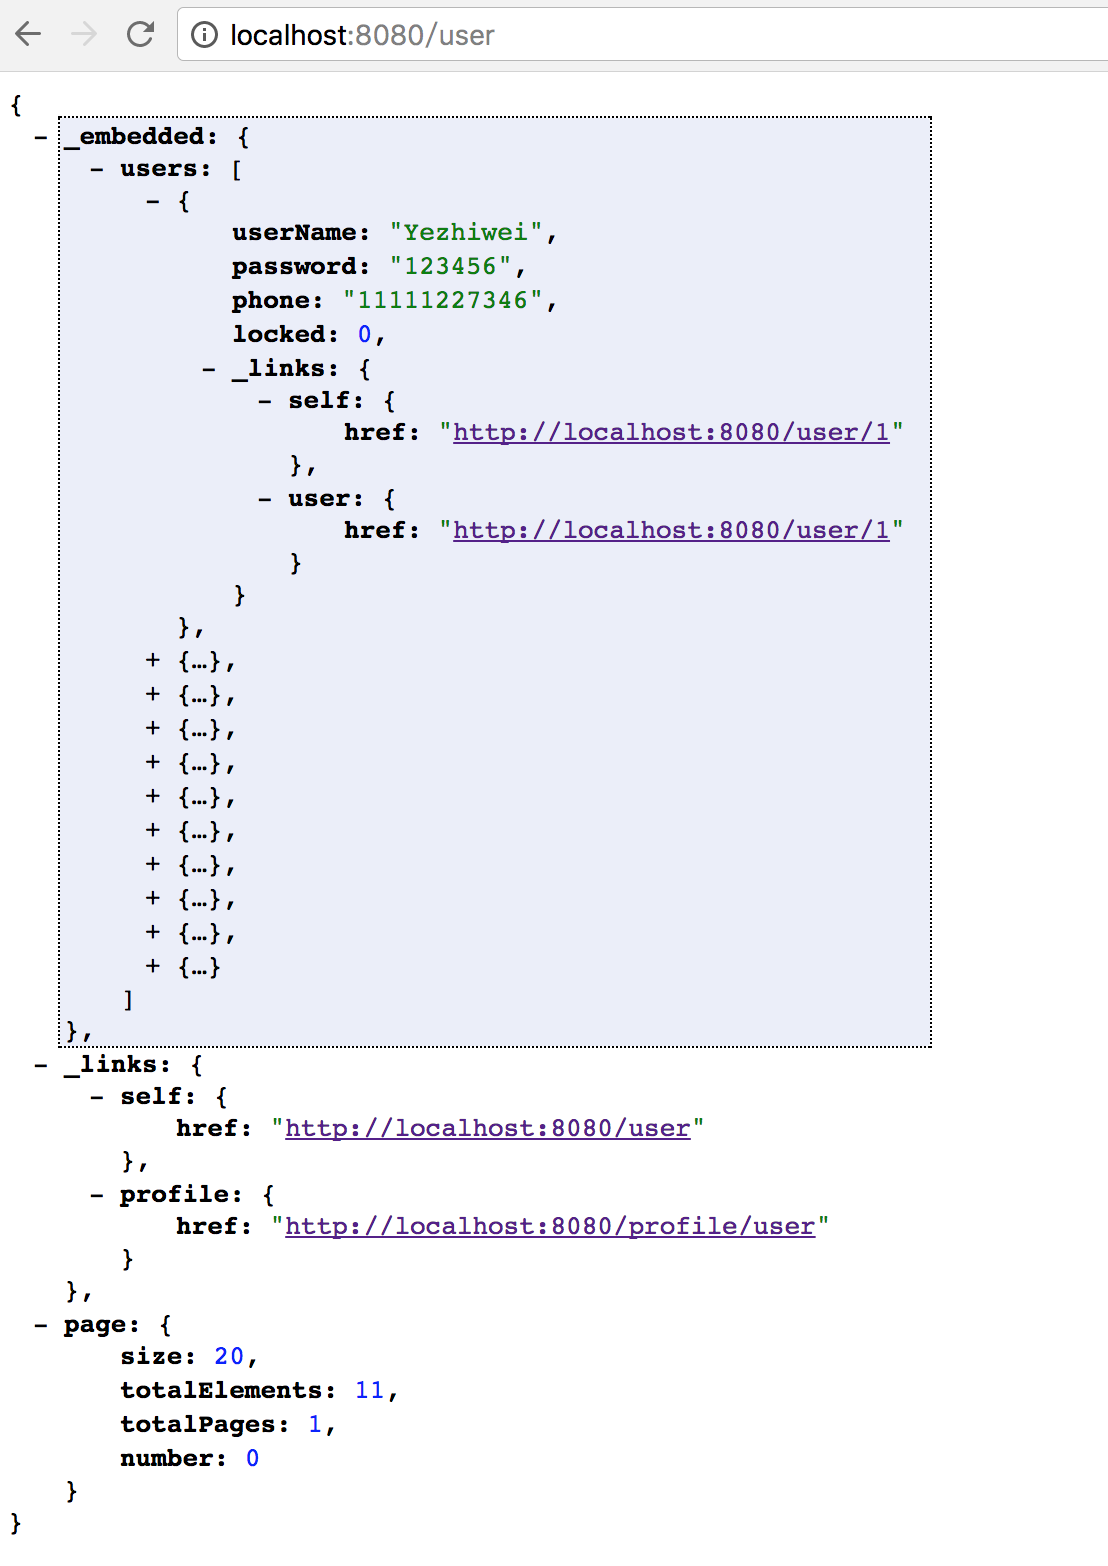 localhost:8080/user
{
- _embedded: {
- users: [
- {
userName: "Yezhiwei",
password: "123456",
phone: "11111227346",
locked: 0,
- _links: {
- self: {
href: "http://localhost:8080/user/1"
},
- user: {
href: "http://localhost:8080/user/1"
}
}
},
+ {…},
+ {…},
+ {…},
+ {…},
+ {…},
+ {…},
+ {…},
+ {…},
+ {…},
+ {…}
]
},
- _links: {
- self: {
href: "http://localhost:8080/user"
},
- profile: {
href: "http://localhost:8080/profile/user"
}
},
- page: {
size: 20,
totalElements: 11,
totalPages: 1,
number: 0
}
}